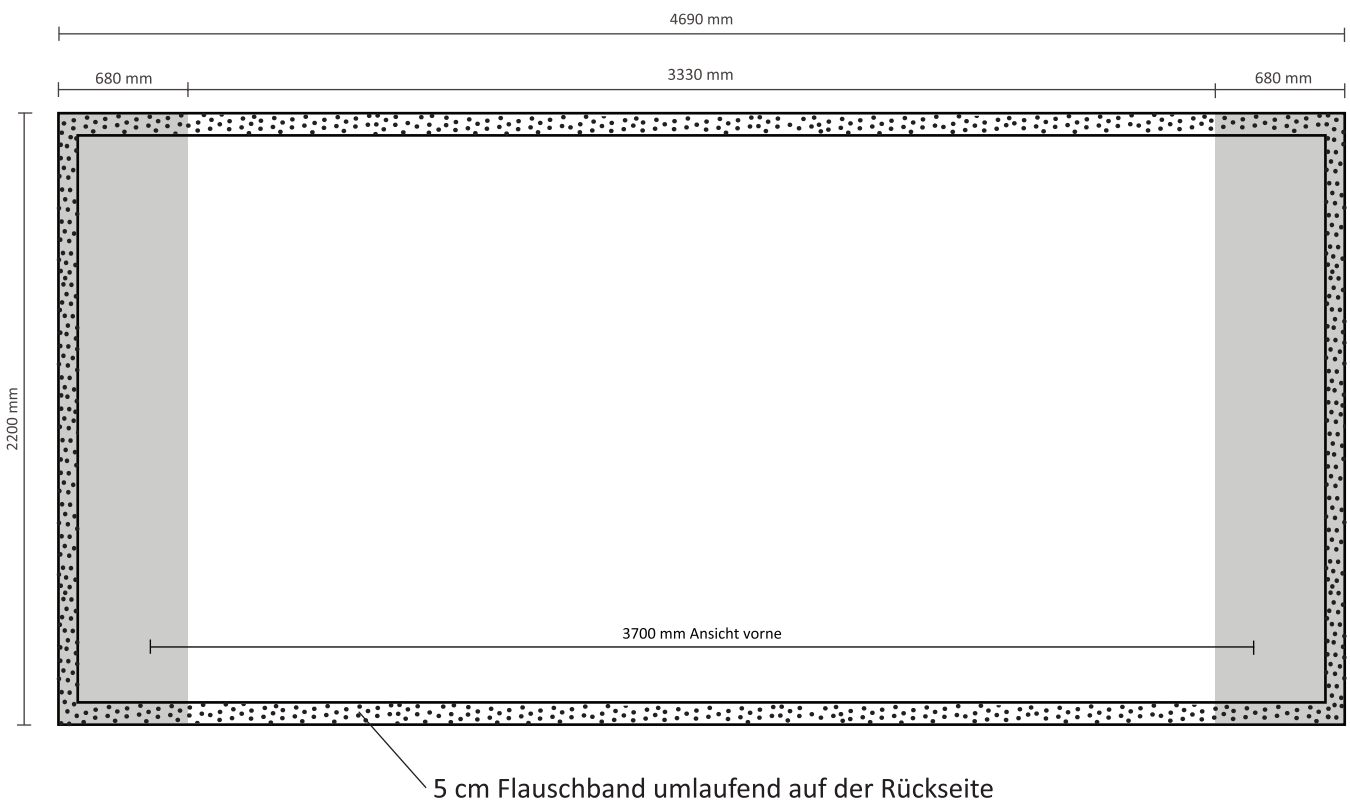 4690 mm
680 mm
3330 mm
680 mm
2200 mm
3700 mm Ansicht vorne
5 cm Flauschband umlaufend auf der Rückseite